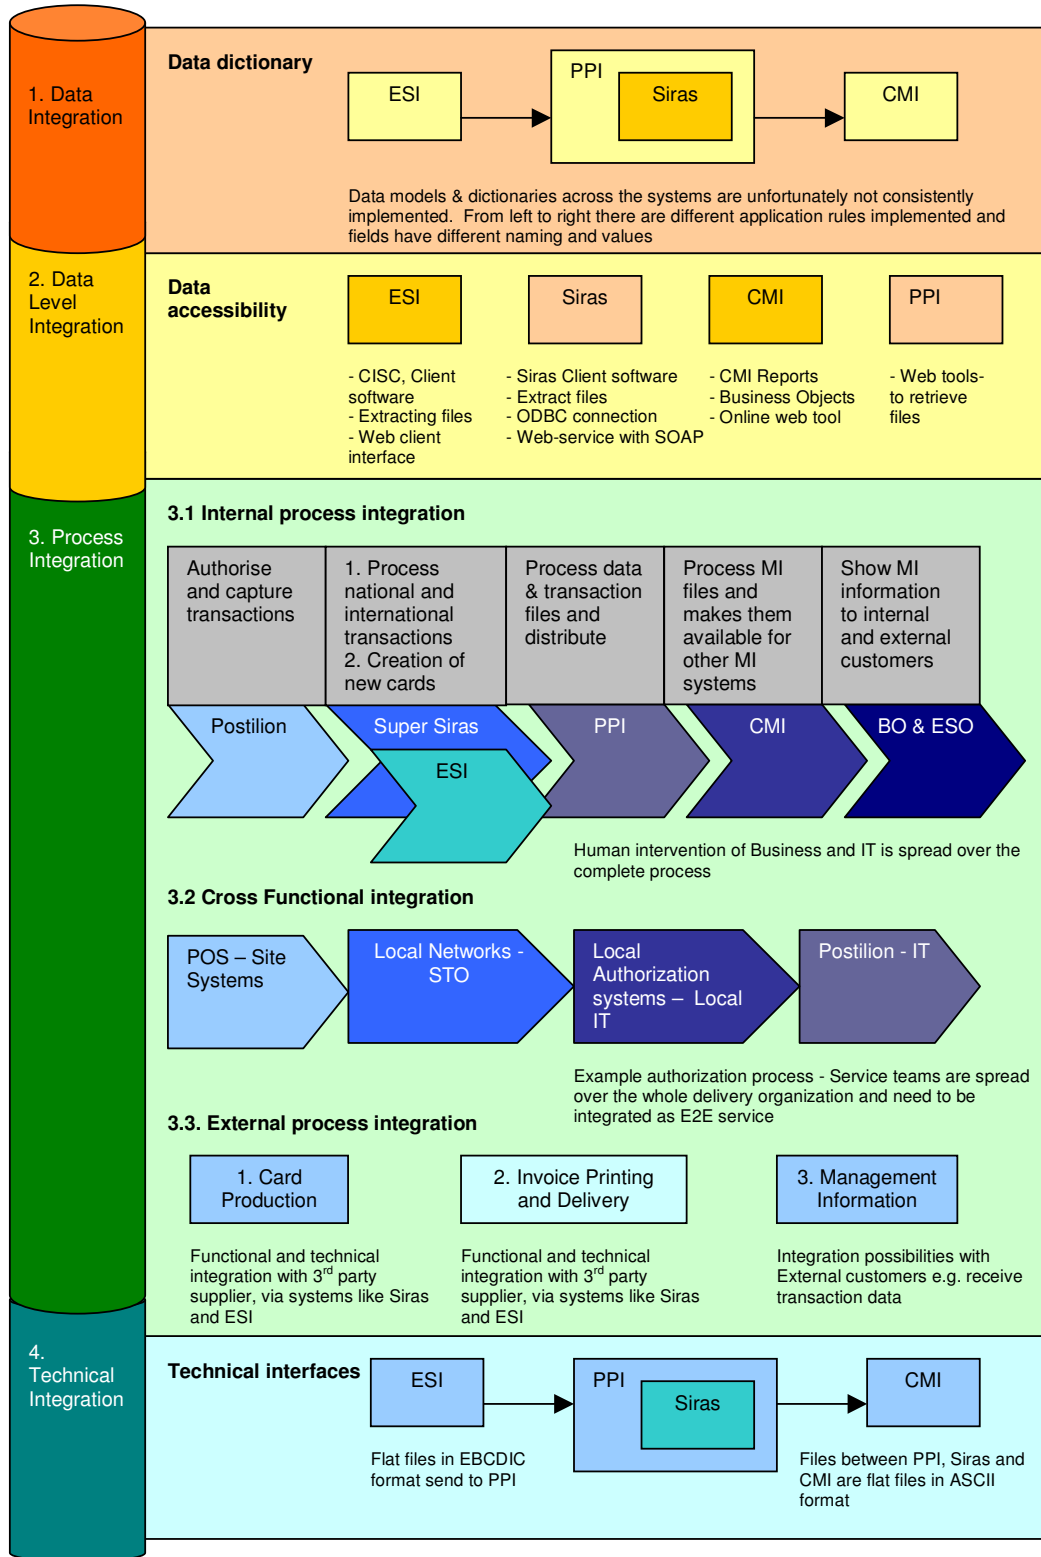 1. Data
Integration
Data dictionary
ESI
PPI
Siras
CMI
Data models & dictionaries across the systems are unfortunately not consistently
implemented.  From left to right there are different application rules implemented and
fields have different naming and values
2. Data
Level
Integration
Data
accessibility
ESI
Siras
CMI
PPI
- CISC, Client
software
- Extracting files
- Web client
interface
- Siras Client software
- Extract files
- ODBC connection
- Web-service with SOAP
- CMI Reports
- Business Objects
- Online web tool
- Web tools-
to retrieve
files
3. Process
Integration
3.1 Internal process integration
Authorise
and capture
transactions
1. Process
national and
international
transactions
2. Creation of
new cards
Process data
& transaction
files and
distribute
Process MI
files and
makes them
available for
other MI
systems
Show MI
information
to internal
and external
customers
Postilion
Super Siras
ESI
PPI
CMI
BO & ESO
Human intervention of Business and IT is spread over the
complete process
3.2 Cross Functional integration
POS – Site
Systems
Local Networks -
STO
Local
Authorization
systems –  Local
IT
Postilion - IT
Example authorization process - Service teams are spread
over the whole delivery organization and need to be
integrated as E2E service
3.3. External process integration
1. Card
Production
2. Invoice Printing
and Delivery
3. Management
Information
Functional and technical
integration with 3rd party
supplier, via systems like Siras
and ESI
Functional and technical
integration with 3rd party
supplier, via systems like Siras
and ESI
Integration possibilities with
External customers e.g. receive
transaction data
4.
Technical
Integration
Technical interfaces
ESI
PPI
Siras
CMI
Flat files in EBCDIC
format send to PPI
Files between PPI, Siras and
CMI are flat files in ASCII
format